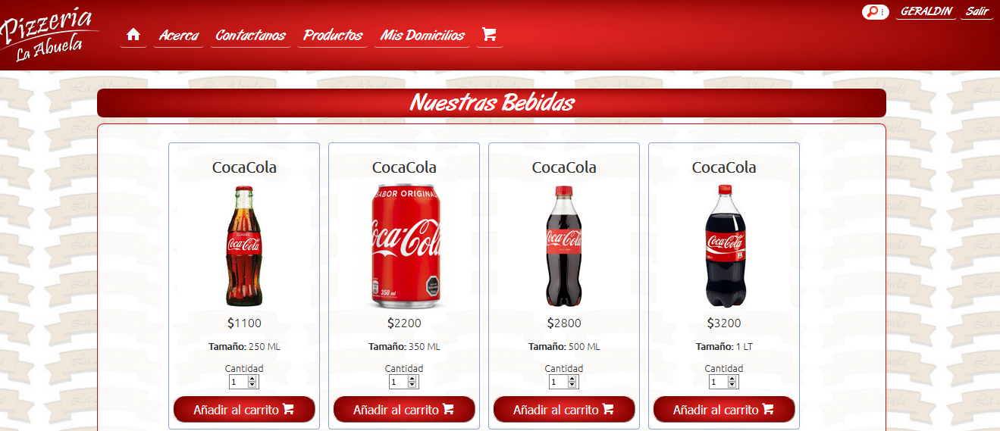 Pizzería
La Abuela
Acerca
Contactanos
Productos
Mis Domicilios
GERALDIN
Salir
Nuestras Bebidas
CocaCola
CLASSIC
Coca-Cola
$1100
Tamaño: 250 ML
Cantidad
1
Añadir al carrito
CocaCola
SABOR ORIGINAL
Coca-Cola
350 ml
$2200
Tamaño: 350 ML
Cantidad
1
Añadir al carrito
CocaCola
Coca-Cola
$2800
Tamaño: 500 ML
Cantidad
1
Añadir al carrito
CocaCola
Coca-Cola
$3200
Tamaño: 1 LT
Cantidad
1
Añadir al carrito